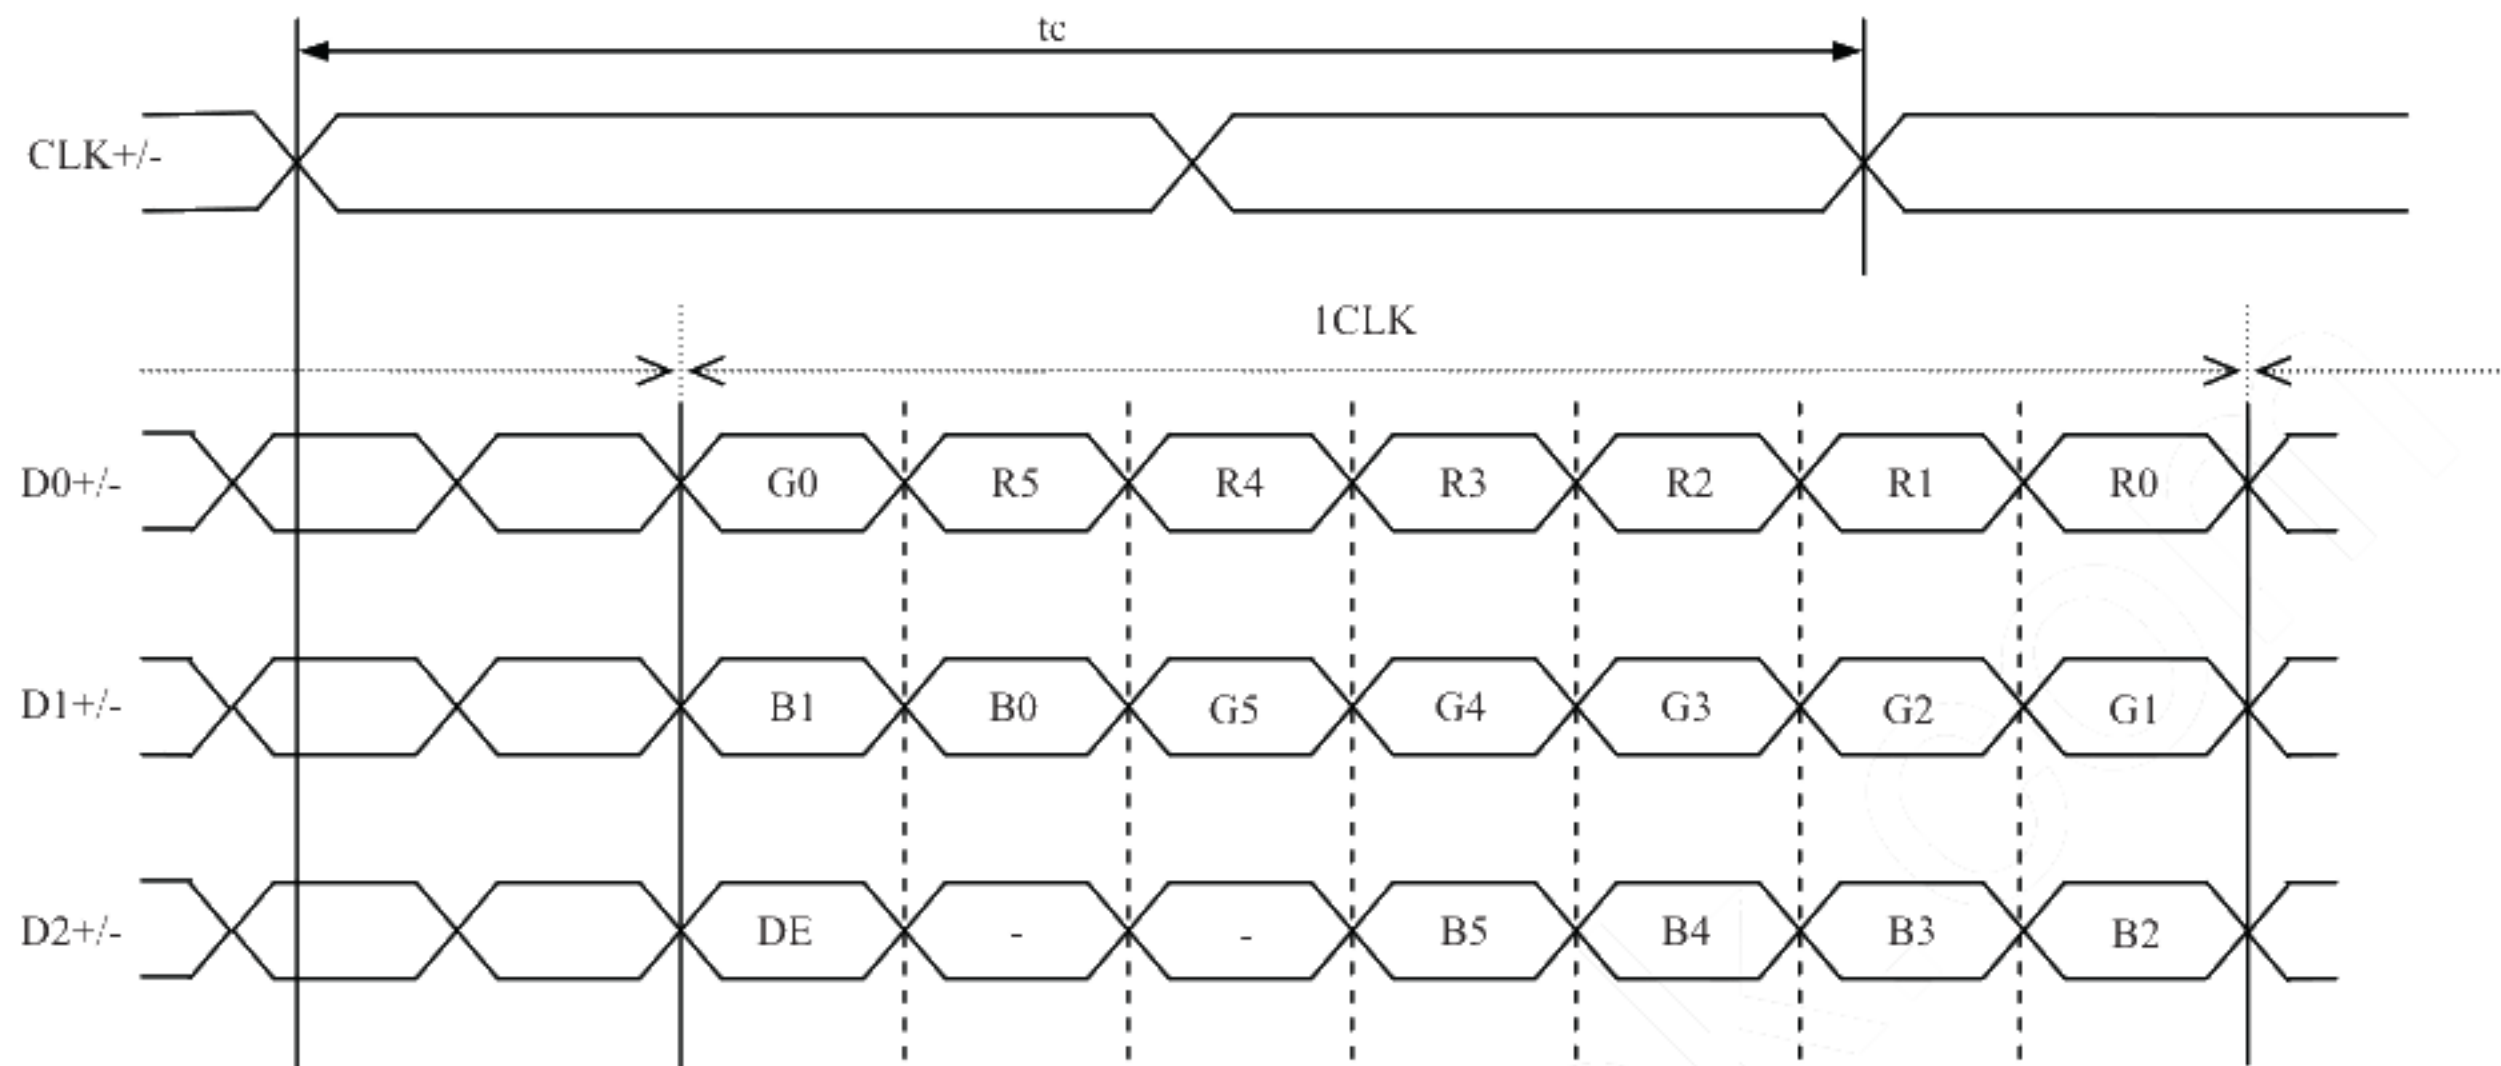 tc
CLK+/-
1CLK
D0+/- G0 R5 R4 R3 R2 R1 R0
D1+/- B1 B0 G5 G4 G3 G2 G1
D2+/- DE - - B5 B4 B3 B2